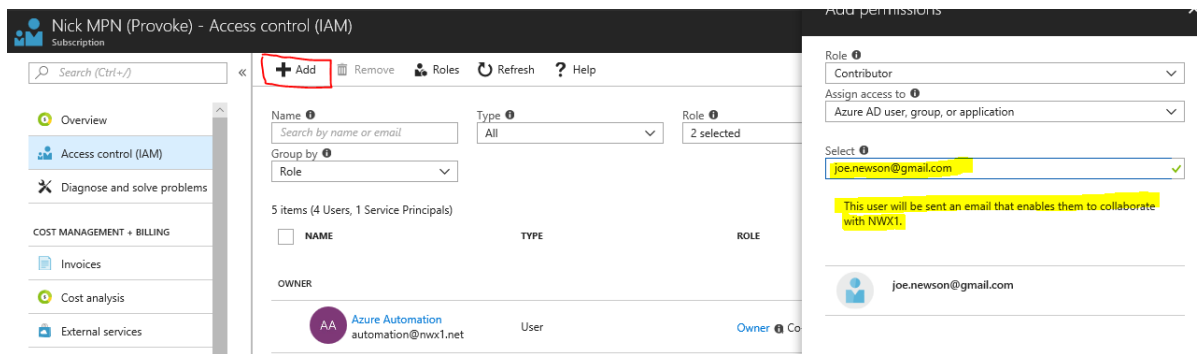 Nick MPN (Provoke) - Access control (IAM)
Subscription
Search (Ctrl+/)
«
Overview
Access control (IAM)
Diagnose and solve problems
COST MANAGEMENT + BILLING
Invoices
Cost analysis
External services
Add Remove Roles Refresh ? Help
Name Type Role
Search by name or email All 2 selected
Group by
Role
5 items (4 Users, 1 Service Principals)
NAME TYPE ROLE
OWNER
AA Azure Automation User Owner Co
automation@nwx1.net
Add permissions
Role
Contributor
Assign access to
Azure AD user, group, or application
Select
joe.newson@gmail.com
This user will be sent an email that enables them to collaborate
with NWX1.
joe.newson@gmail.com